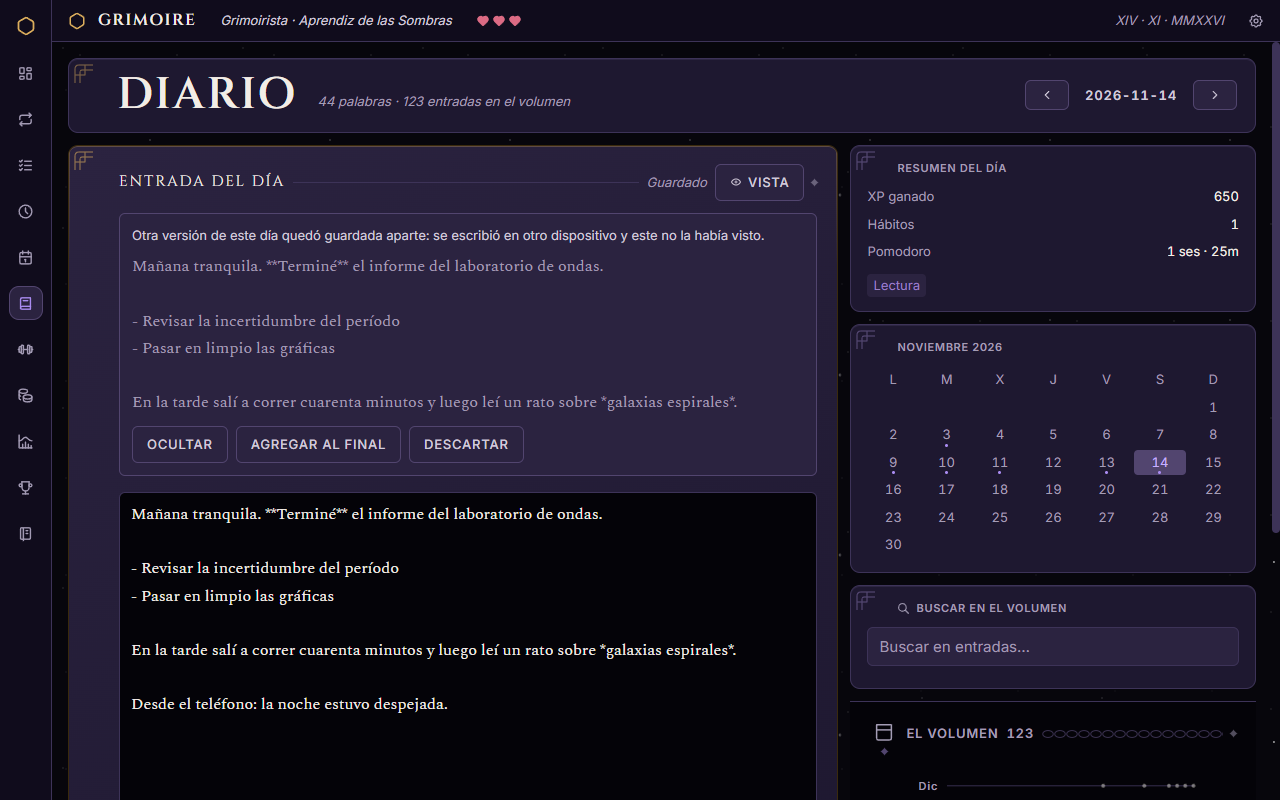 GRIMOIRE
Grimoirista · Aprendiz de las Sombras
XIV · XI · MMXXVI
DIARIO
44 palabras · 123 entradas en el volumen
2026-11-14
ENTRADA DEL DÍA
Guardado
VISTA
Otra versión de este día quedó guardada aparte: se escribió en otro dispositivo y este no la había visto.
Mañana tranquila. **Terminé** el informe del laboratorio de ondas.
- Revisar la incertidumbre del período
- Pasar en limpio las gráficas
En la tarde salí a correr cuarenta minutos y luego leí un rato sobre *galaxias espirales*.
OCULTAR
AGREGAR AL FINAL
DESCARTAR
Mañana tranquila. **Terminé** el informe del laboratorio de ondas.
- Revisar la incertidumbre del período
- Pasar en limpio las gráficas
En la tarde salí a correr cuarenta minutos y luego leí un rato sobre *galaxias espirales*.
Desde el teléfono: la noche estuvo despejada.
RESUMEN DEL DÍA
XP ganado 650
Hábitos 1
Pomodoro 1 ses · 25m
Lectura
NOVIEMBRE 2026
L M X J V S D
1
2 3 4 5 6 7 8
9 10 11 12 13 14 15
16 17 18 19 20 21 22
23 24 25 26 27 28 29
30
BUSCAR EN EL VOLUMEN
Buscar en entradas...
EL VOLUMEN 123
Dic